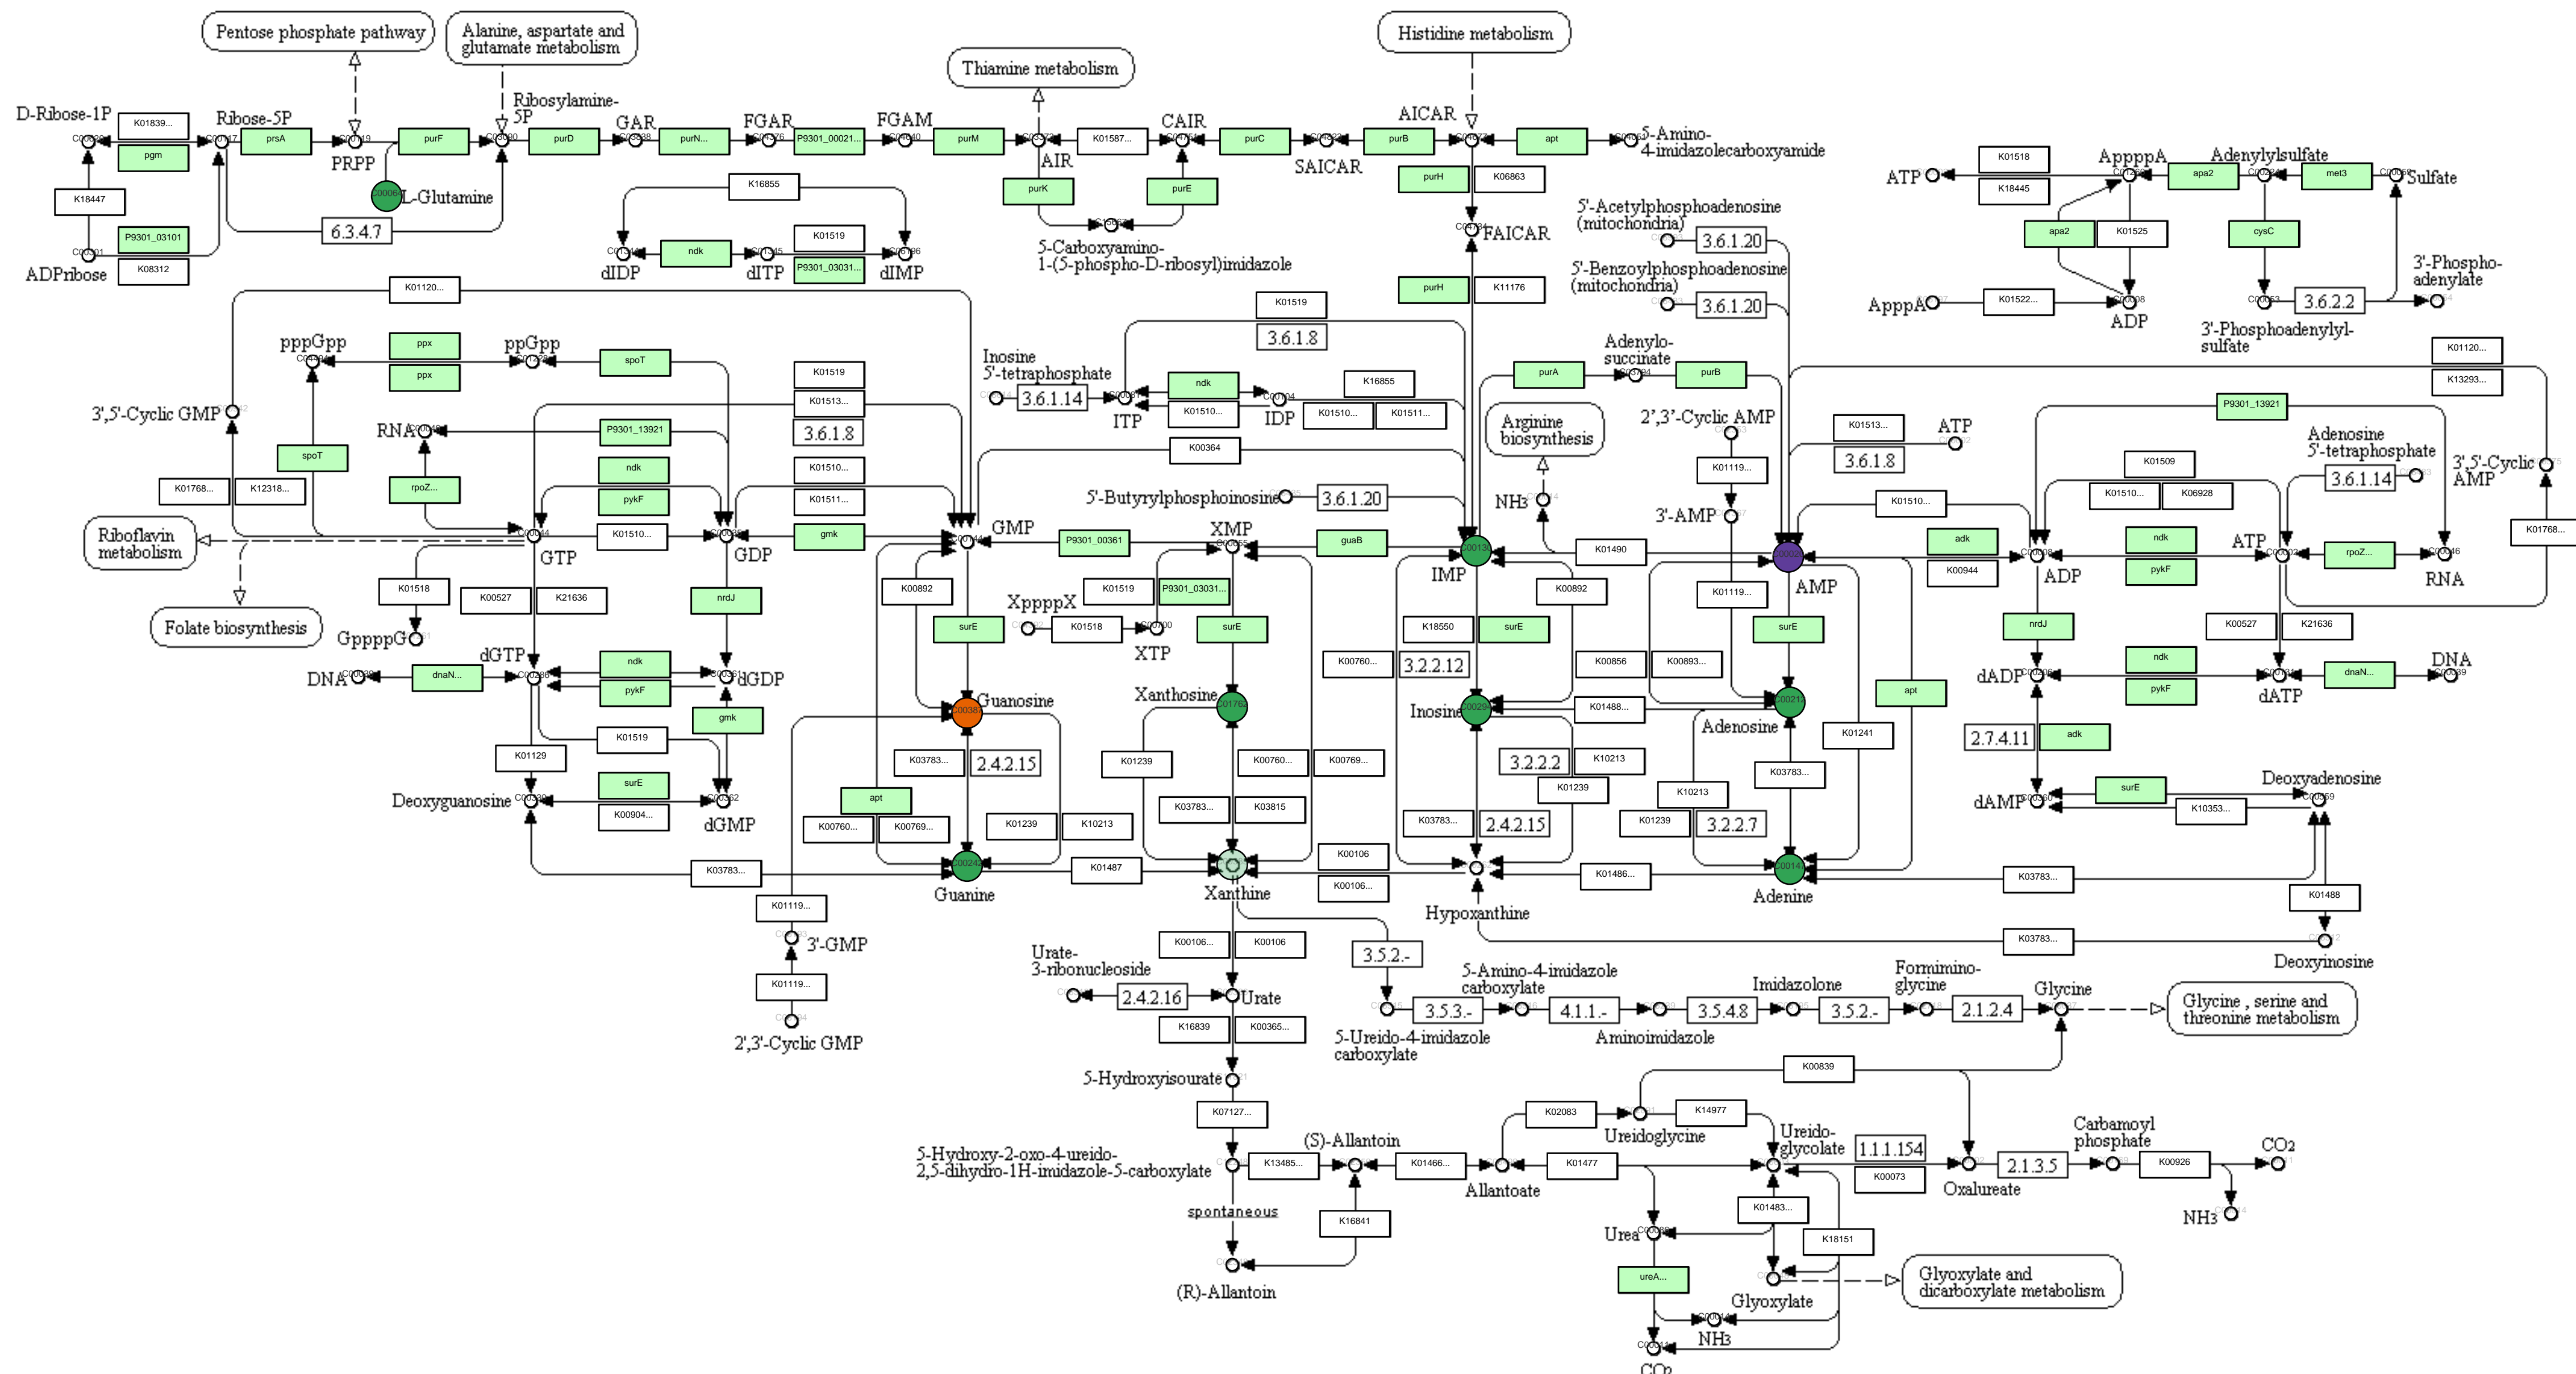 Pentose phosphate pathway
Alanine, aspartate and
glutamate metabolism
Thiamine metabolism
Histidine metabolism
D-Ribose-1P
K01839...
pgm
Ribose-5P
prsA
PRPP
purF
Ribosylamine-
5P
purD
GAR
purN...
FGAR
P9301_00021...
FGAM
purM
AIR
K01587...
CAIR
purC
SAICAR
purB
AICAR
apt
5-Amino-
4-imidazolecarboxyamide
K18447
P9301_03101
K08312
ADPribose
L-Glutamine
6.3.4.7
K16855
dIDP
ndk
dITP
K01519
P9301_03031...
dIMP
purK
purE
5-Carboxyamino-
1-(5-phospho-D-ribosyl)imidazole
purH
K06863
FAICAR
purH
K11176
5'-Acetylphosphoadenosine
(mitochondria)
3.6.1.20
5'-Benzoylphosphoadenosine
(mitochondria)
3.6.1.20
ATP
K01518
K18445
AppppA
apa2
Adenylylsulfate
met3
Sulfate
apa2
K01525
cysC
ApppA
K01522...
ADP
3.6.2.2
3'-Phospho-
adenylate
3'-Phosphoadenylyl-
sulfate
K01120...
pppGpp
ppx
ppx
ppGpp
spoT
3',5'-Cyclic GMP
spoT
RNA
rpoZ...
P9301_13921
ndk
pykF
K01768...
K12318...
K01519
K01513...
3.6.1.8
K01510...
K01511...
Riboflavin
metabolism
Folate biosynthesis
GTP
K01510...
GDP
gmk
GMP
K01519
3.6.1.8
Inosine
5'-tetraphosphate
3.6.1.14
ITP
ndk
K01510...
IDP
K16855
K01510...
K01511...
K00364
5'-Butyrylphosphoinosine
3.6.1.20
P9301_00361
XMP
guaB
IMP
purA
Adenylo-
succinate
purB
Arginine
biosynthesis
NH3
K01490
2',3'-Cyclic AMP
K01119...
3'-AMP
K01119...
AMP
K01513...
3.6.1.8
ATP
K01510...
adk
K00944
ADP
P9301_13921
K01509
K01510...
K06928
ndk
pykF
ATP
Adenosine
5'-tetraphosphate
3.6.1.14
rpoZ...
RNA
K01120...
K13293...
3',5'-Cyclic
AMP
K01768...
K01518
GppppG
K00527
K21636
nrdJ
DNA
dnaN...
dGTP
ndk
pykF
dGDP
gmk
K01519
K01129
Deoxyguanosine
surE
K00904...
dGMP
K03783...
K00892
surE
Guanosine
K03783...
2.4.2.15
apt
K00760...
K00769...
K01239
K10213
Guanine
K01487
XppppX
K01518
K01519
P9301_03031...
XTP
surE
Xanthosine
K01239
K00760...
K00769...
K03783...
K03815
Xanthine
K00106
K00106...
K18550
surE
K00760...
3.2.2.12
K00892
Inosine
K01488...
3.2.2.2
K10213
K01239
K03783...
2.4.2.15
Hypoxanthine
K01486...
K00856
K00893...
surE
Adenosine
K01241
K03783...
K10213
K01239
3.2.2.7
apt
Adenine
K03783...
nrdJ
K00527
K21636
dADP
ndk
pykF
dATP
dnaN...
DNA
2.7.4.11
adk
dAMP
surE
K10353...
Deoxyadenosine
K01488
K03783...
Deoxyinosine
K01119...
3'-GMP
K01119...
2',3'-Cyclic GMP
K00106...
K00106
Urate-
3-ribonucleoside
2.4.2.16
Urate
K16839
K00365...
5-Hydroxyisourate
K07127...
3.5.2.-
5-Ureido-4-imidazole
carboxylate
3.5.3.-
5-Amino-4-imidazole
carboxylate
4.1.1.-
Aminoimidazole
3.5.4.8
Imidazolone
3.5.2.-
Formimino-
glycine
2.1.2.4
Glycine
Glycine , serine and
threonine metabolism
K00839
5-Hydroxy-2-oxo-4-ureido-
2,5-dihydro-1H-imidazole-5-carboxylate
K13485...
(S)-Allantoin
K01466...
Allantoate
K02083
Ureidoglycine
K14977
K01477
Ureido-
glycolate
1.1.1.154
K00073
Oxalureate
2.1.3.5
Carbamoyl
phosphate
K00926
CO2
NH3
spontaneous
K16841
(R)-Allantoin
Urea
K01483...
K18151
ureA...
Glyoxylate
Glyoxylate and
dicarboxylate metabolism
NH3
CO2